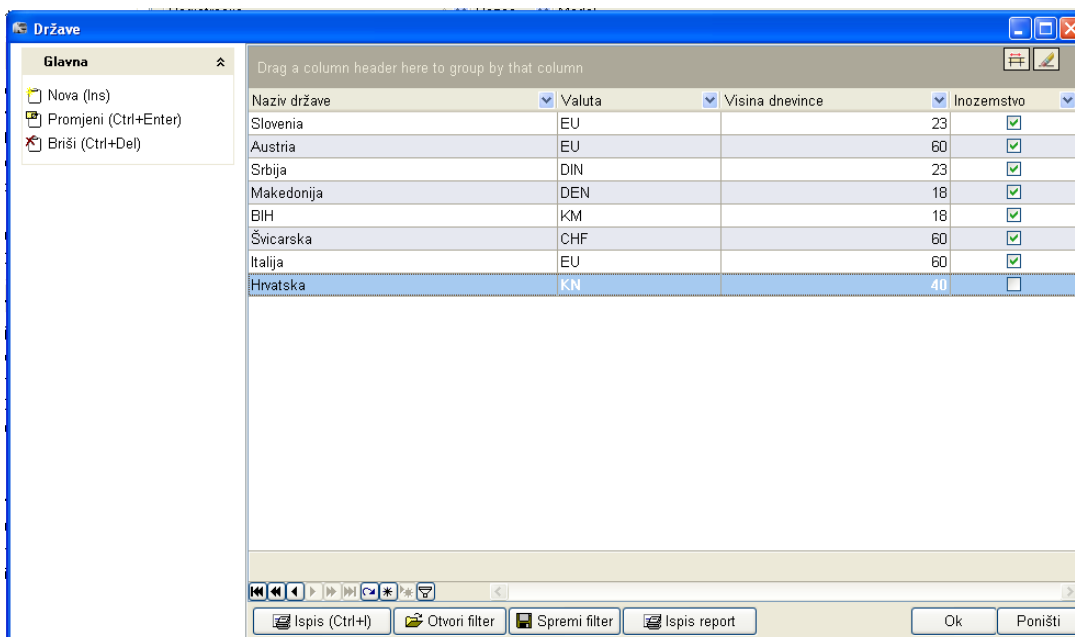 Države
Glavna
Nova (Ins)
Promjeni (Ctrl+Enter)
Briši (Ctrl+Del)
Drag a column header here to group by that column
Naziv države Valuta Visina dnevince Inozemstvo
Slovenia EU 23
Austria EU 60
Srbija DIN 23
Makedonija DEN 18
BIH KM 18
Švicarska CHF 60
Italija EU 60
Hrvatska KN 40
Ispis (Ctrl+I) Otvori filter Spremi filter Ispis report Ok Poništi